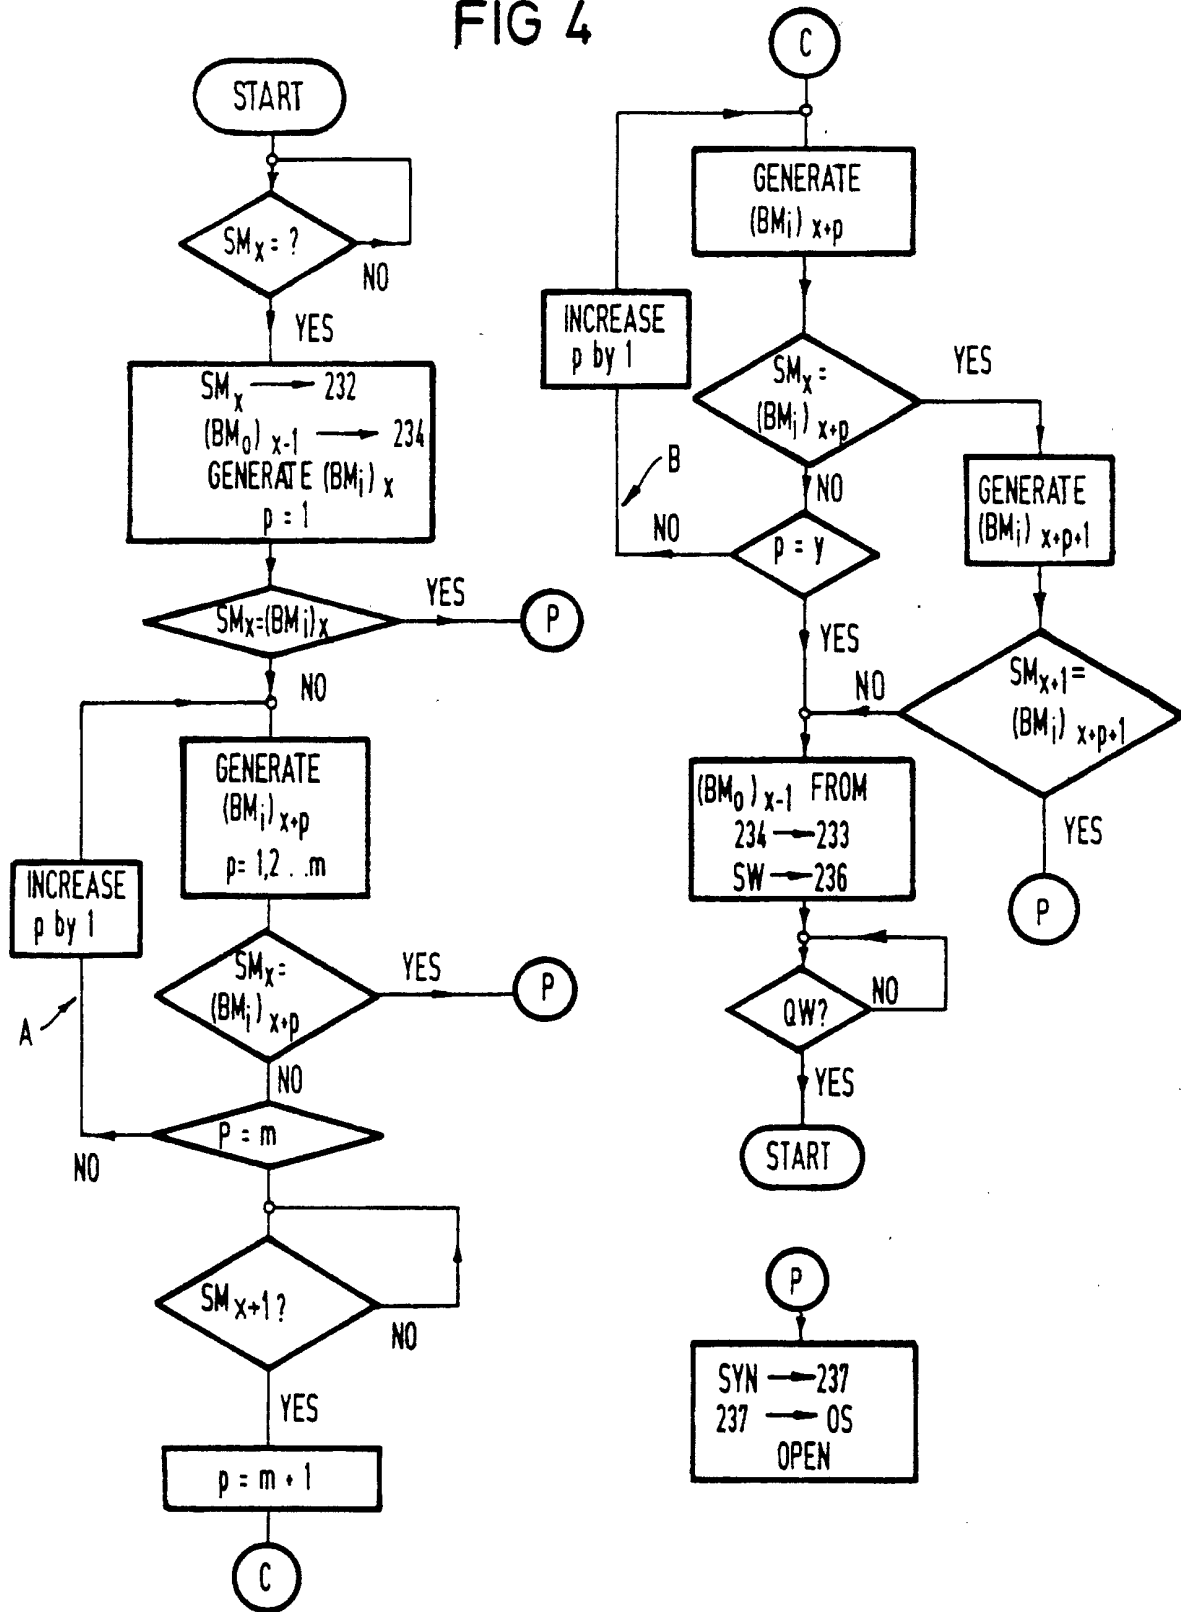 FIG 4
START
SMx = ?
NO
YES
SMx → 232
(BMo)x-1 → 234
GENERATE (BMi)x
p = 1
SMx=(BMi)x
YES
P
NO
GENERATE
(BMi)x+p
p=1,2 . .m
INCREASE
p by 1
A
SMx=
(BMi)x+p
YES
P
NO
P = m
NO
SMx+1?
NO
YES
p = m + 1
C
C
GENERATE
(BMi)x+p
INCREASE
p by 1
B
SMx=
(BMi)x+p
YES
NO
p = y
NO
YES
GENERATE
(BMi)x+p+1
SMx+1=
(BMi)x+p+1
NO
YES
P
(BMo)x-1 FROM
234 → 233
SW → 236
QW?
NO
YES
START
P
SYN → 237
237 → OS
OPEN